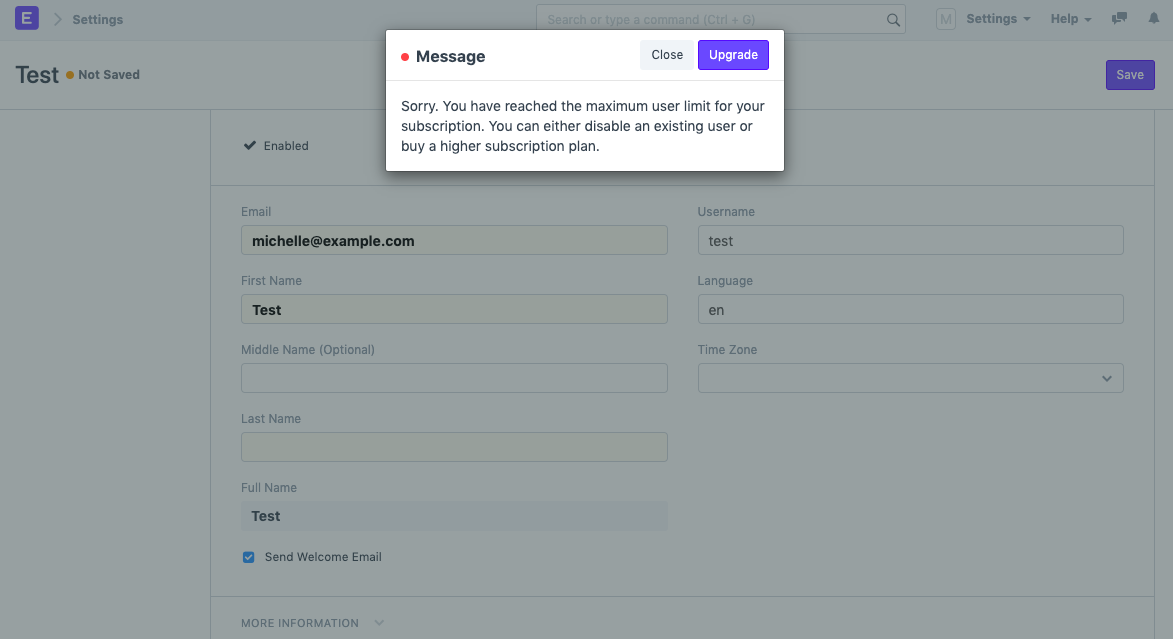 E
Settings
Search or type a command (Ctrl + G)
M
Settings
Help
Test
Not Saved
Save
Message
Close
Upgrade
Sorry. You have reached the maximum user limit for your
subscription. You can either disable an existing user or
buy a higher subscription plan.
Enabled
Email
michelle@example.com
First Name
Test
Middle Name (Optional)
Last Name
Full Name
Test
Send Welcome Email
Username
test
Language
en
Time Zone
MORE INFORMATION